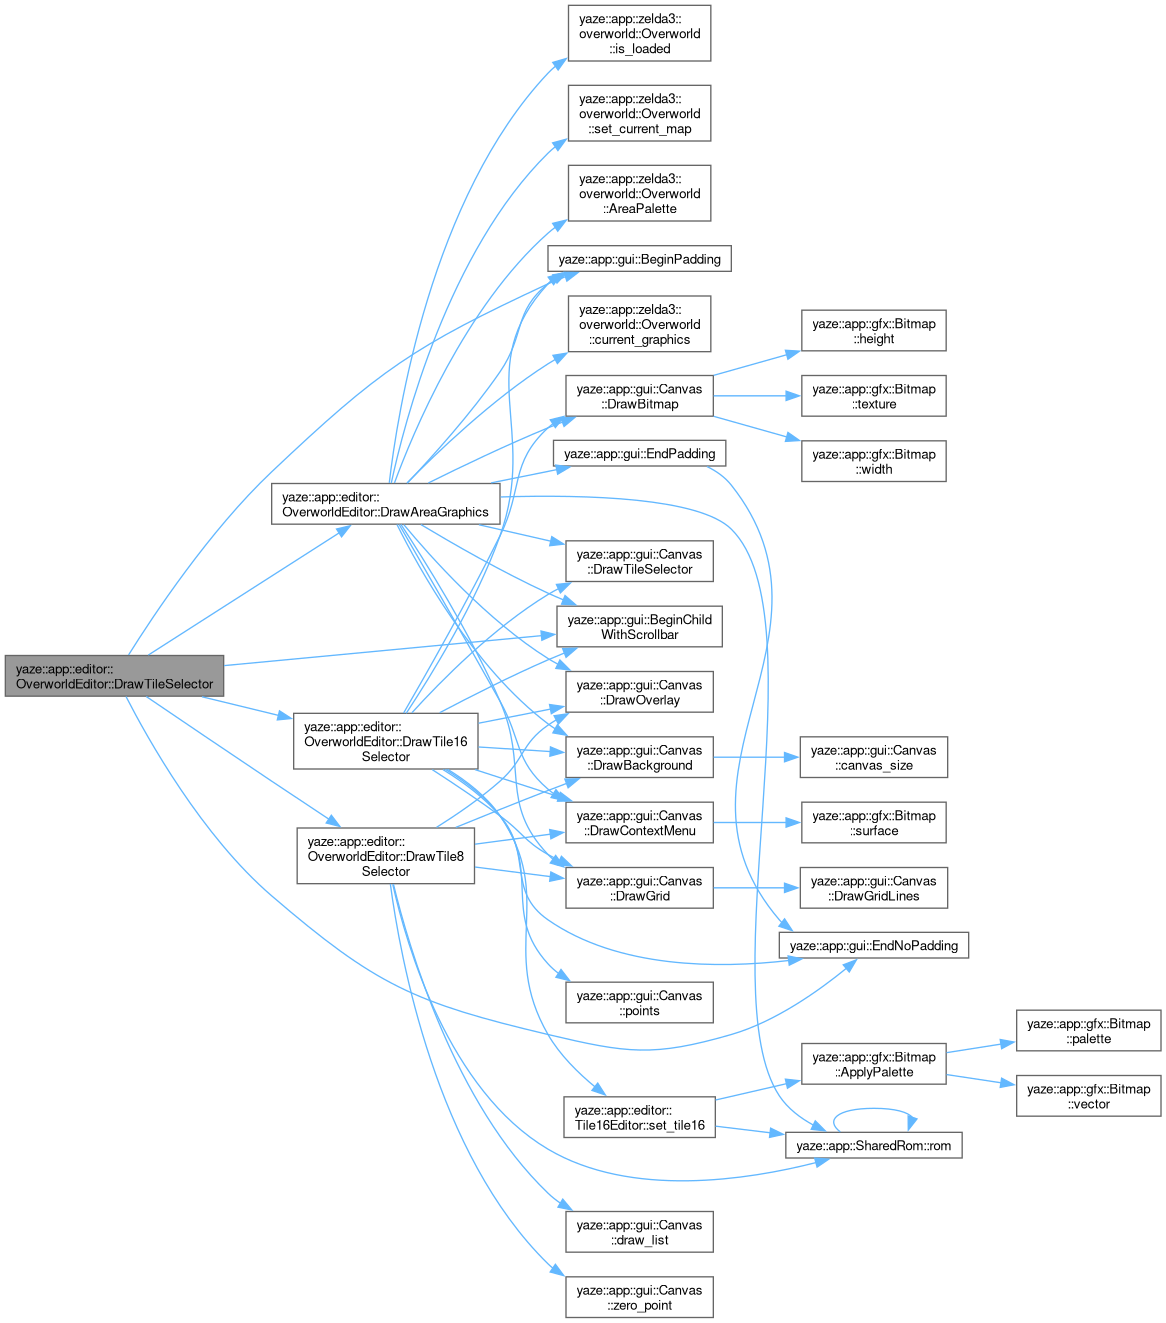 yaze::app::editor::
OverworldEditor::DrawTileSelector
yaze::app::editor::
OverworldEditor::DrawAreaGraphics
yaze::app::editor::
OverworldEditor::DrawTile16
Selector
yaze::app::editor::
OverworldEditor::DrawTile8
Selector
yaze::app::zelda3::
overworld::Overworld
::is_loaded
yaze::app::zelda3::
overworld::Overworld
::set_current_map
yaze::app::zelda3::
overworld::Overworld
::AreaPalette
yaze::app::gui::BeginPadding
yaze::app::zelda3::
overworld::Overworld
::current_graphics
yaze::app::gui::Canvas
::DrawBitmap
yaze::app::gui::EndPadding
yaze::app::gui::Canvas
::DrawTileSelector
yaze::app::gui::BeginChild
WithScrollbar
yaze::app::gui::Canvas
::DrawOverlay
yaze::app::gui::Canvas
::DrawBackground
yaze::app::gui::Canvas
::DrawContextMenu
yaze::app::gui::Canvas
::DrawGrid
yaze::app::gui::Canvas
::points
yaze::app::editor::
Tile16Editor::set_tile16
yaze::app::gui::Canvas
::draw_list
yaze::app::gui::Canvas
::zero_point
yaze::app::gfx::Bitmap
::height
yaze::app::gfx::Bitmap
::texture
yaze::app::gfx::Bitmap
::width
yaze::app::gui::Canvas
::canvas_size
yaze::app::gfx::Bitmap
::surface
yaze::app::gui::Canvas
::DrawGridLines
yaze::app::gui::EndNoPadding
yaze::app::gfx::Bitmap
::ApplyPalette
yaze::app::SharedRom::rom
yaze::app::gfx::Bitmap
::palette
yaze::app::gfx::Bitmap
::vector